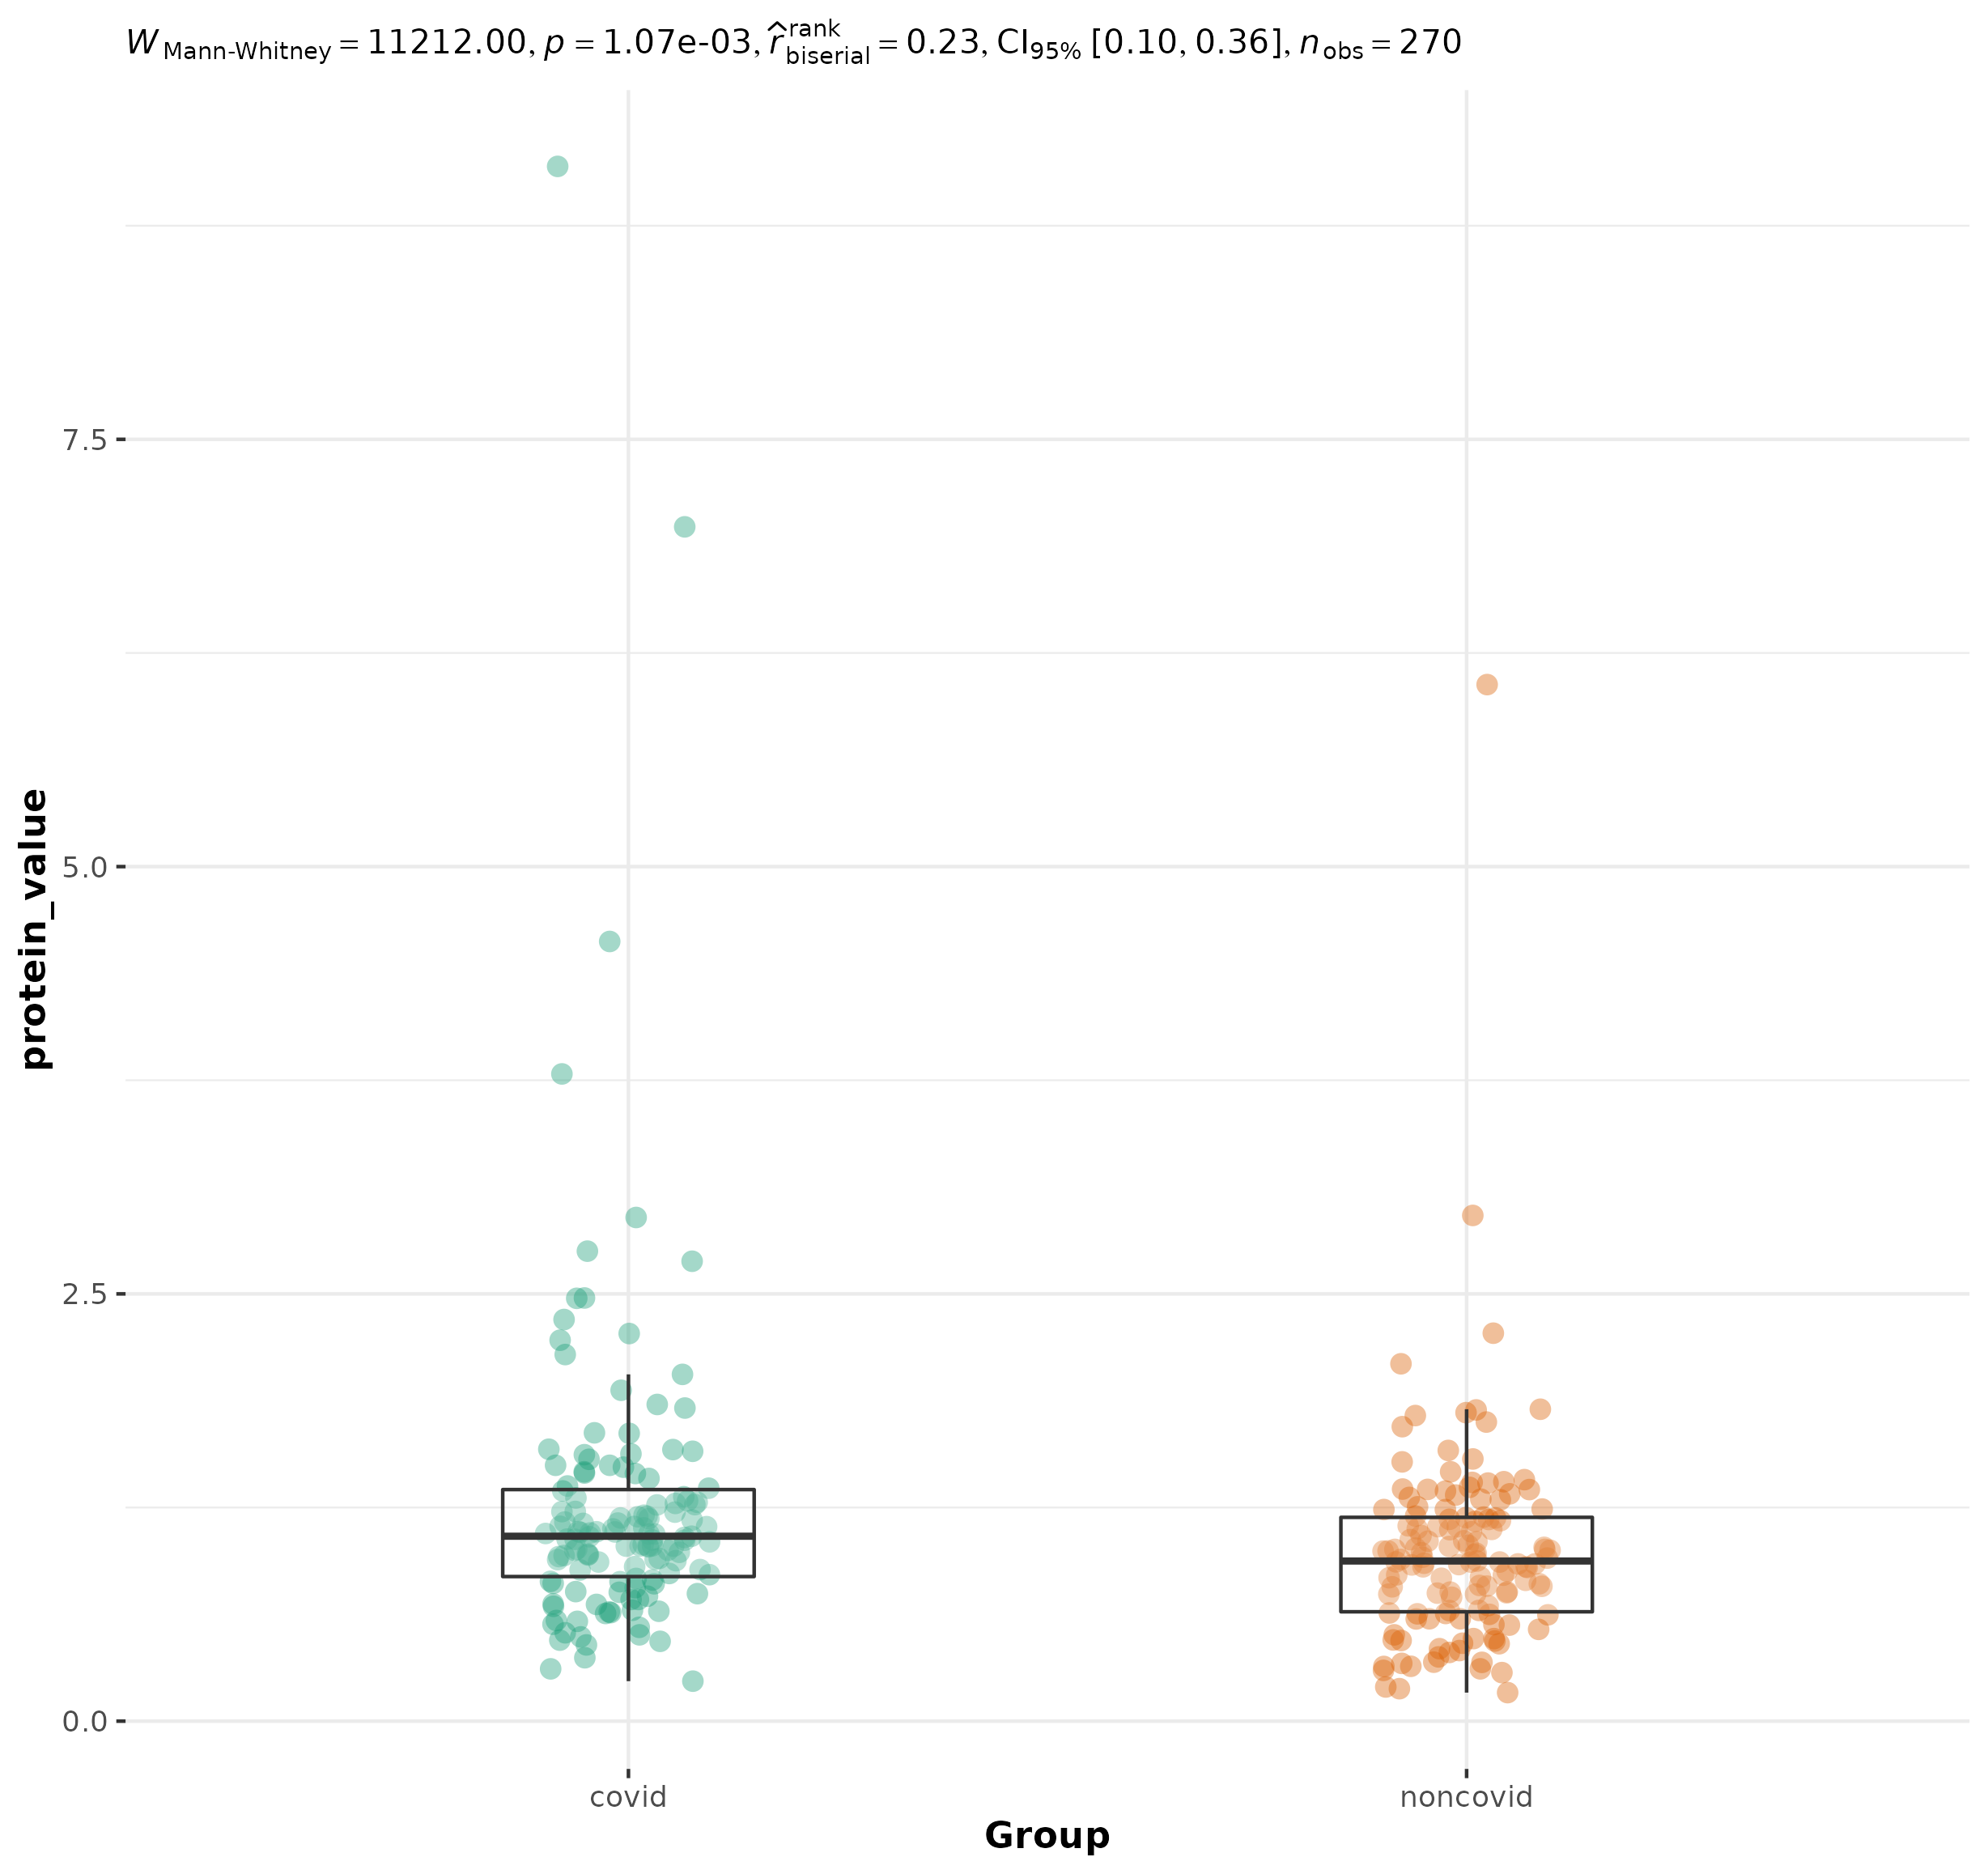 W Mann-Whitney = 11212.00, p = 1.07e-03, r̂ rank biserial = 0.23, CI95% [0.10, 0.36], n obs = 270
7.5
5.0
2.5
0.0
protein_value
covid noncovid
Group